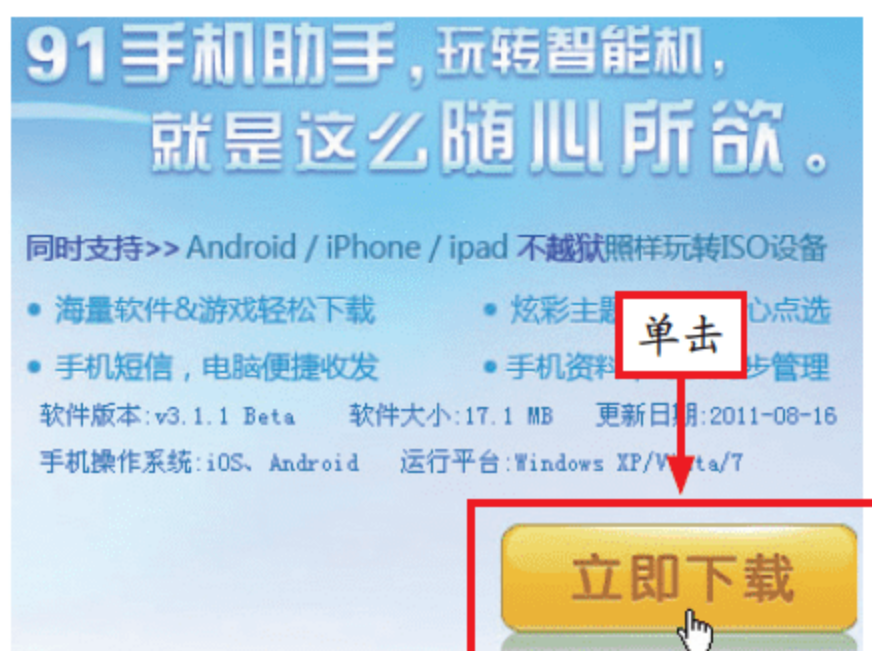 91手机助手,玩转智能机,
就是这么随心所欲。
同时支持>> Android / iPhone / ipad 不越狱照样玩转ISO设备
• 海量软件&游戏轻松下载 • 炫彩主 心点选
单击
• 手机短信，电脑便捷收发 • 手机资 步管理
软件版本:v3.1.1 Beta 软件大小:17.1 MB 更新日期:2011-08-16
手机操作系统:iOS、Android 运行平台:Windows XP/Vista/7
立即下载